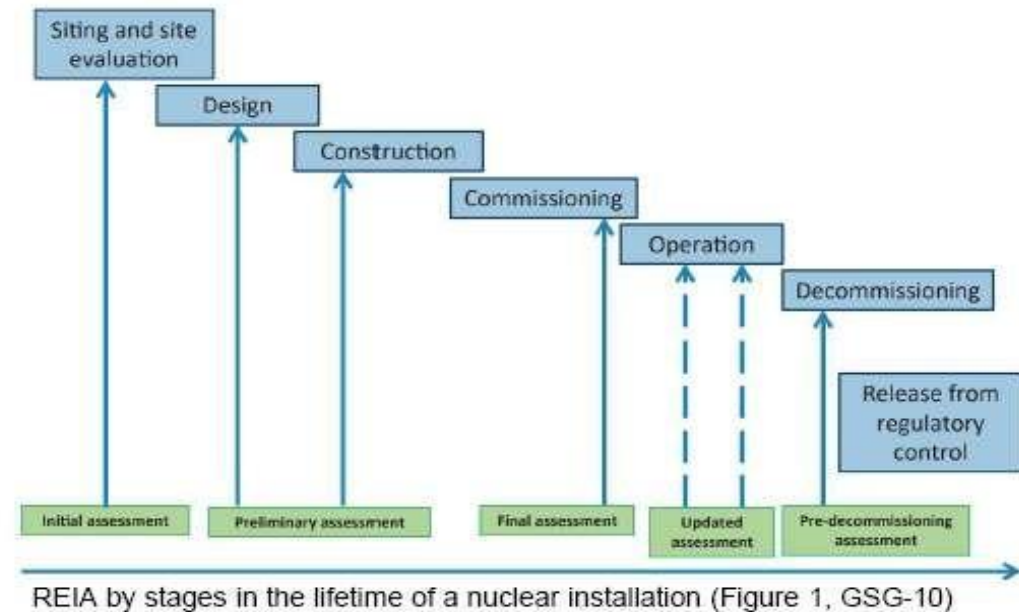 Siting and site
evaluation
Design
Construction
Commissioning
Operation
Decommissioning
Release from
regulatory
control
Initial assessment
Preliminary assessment
Final assessment
Updated
assessment
Pre-decommissioning
assessment
REIA by stages in the lifetime of a nuclear installation (Figure 1, GSG-10)